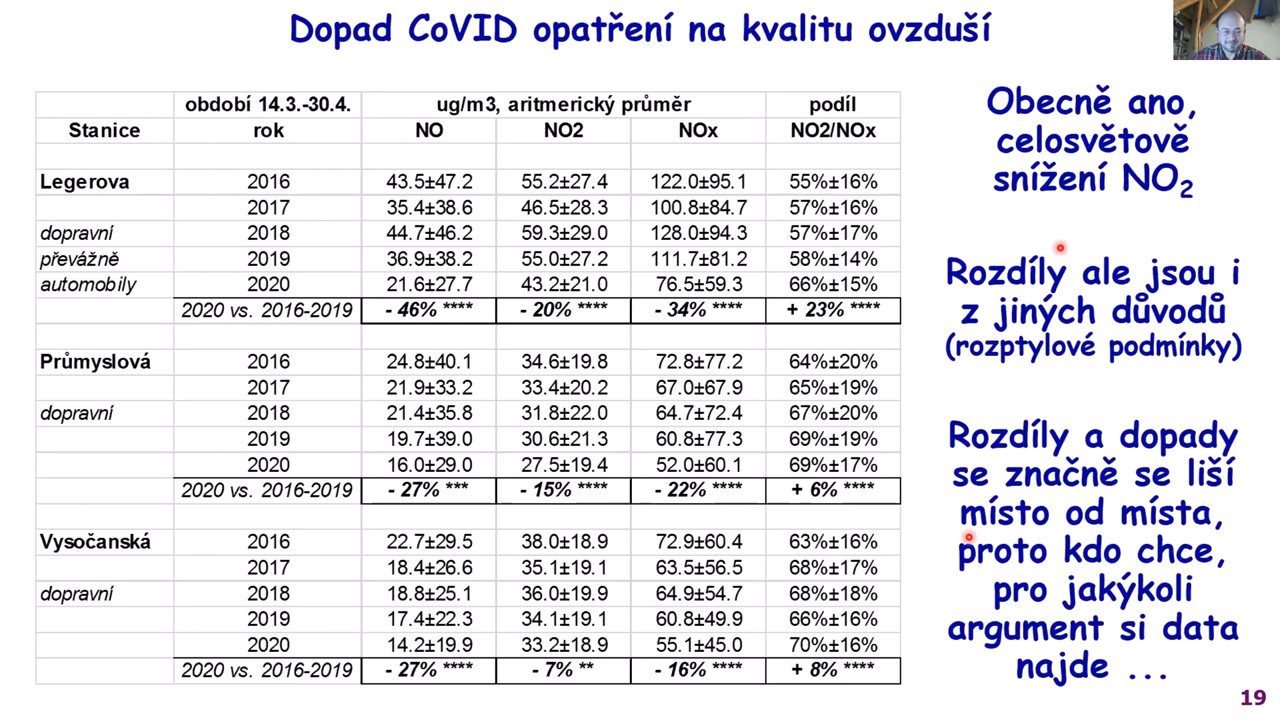 Dopad CoVID opatření na kvalitu ovzduší
období 14.3.-30.4. ug/m3, aritmerický průměr podíl
Stanice rok NO NO2 NOx NO2/NOx
Legerova 2016 43.5±47.2 55.2±27.4 122.0±95.1 55%±16%
2017 35.4±38.6 46.5±28.3 100.8±84.7 57%±16%
dopravní 2018 44.7±46.2 59.3±29.0 128.0±94.3 57%±17%
převážně 2019 36.9±38.2 55.0±27.2 111.7±81.2 58%±14%
automobily 2020 21.6±27.7 43.2±21.0 76.5±59.3 66%±15%
2020 vs. 2016-2019 - 46% **** - 20% **** - 34% **** + 23% ****
Průmyslová 2016 24.8±40.1 34.6±19.8 72.8±77.2 64%±20%
2017 21.9±33.2 33.4±20.2 67.0±67.9 65%±19%
dopravní 2018 21.4±35.8 31.8±22.0 64.7±72.4 67%±20%
2019 19.7±39.0 30.6±21.3 60.8±77.3 69%±19%
2020 16.0±29.0 27.5±19.4 52.0±60.1 69%±17%
2020 vs. 2016-2019 - 27% *** - 15% **** - 22% **** + 6% ****
Vysočanská 2016 22.7±29.5 38.0±18.9 72.9±60.4 63%±16%
2017 18.4±26.6 35.1±19.1 63.5±56.5 68%±17%
dopravní 2018 18.8±25.1 36.0±19.9 64.9±54.7 68%±18%
2019 17.4±22.3 34.1±19.1 60.8±49.9 66%±16%
2020 14.2±19.9 33.2±18.9 55.1±45.0 70%±16%
2020 vs. 2016-2019 - 27% **** - 7% ** - 16% **** + 8% ****
Obecně ano,
celosvětově
snížení NO₂
Rozdíly ale jsou i
z jiných důvodů
(rozptylové podmínky)
Rozdíly a dopady
se značně se liší
místo od místa,
proto kdo chce,
pro jakýkoli
argument si data
najde ...
19